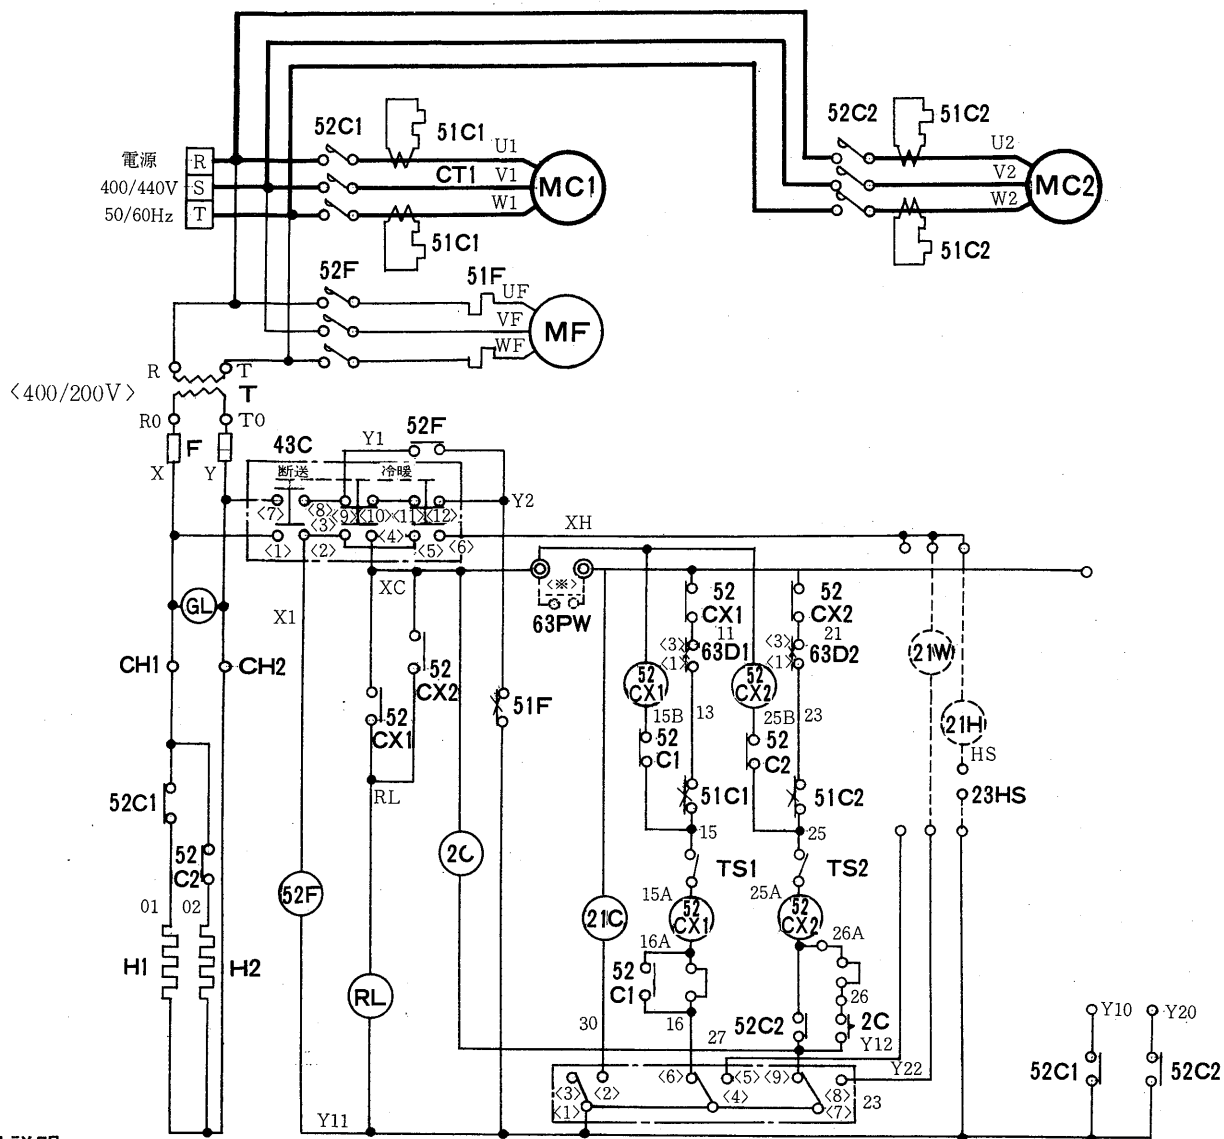 52C1
51C1
U1
52C2
51C2
U2
電源
R
400/440V
S
CT1
V1
MC1
V2
MC2
50/60Hz
T
W1
W2
51C1
51C2
52F
51F
UF
VF
MF
WF
R
T
<400/200V>
T
R0
T0
F
43C
Y1
52F
X
Y
断送
冷暖
<7>
<8>
<9>
<10>
<11>
<12>
Y2
<3>
XH
<1>
<2>
<4>
<5>
<6>
XC
<※>
63PW
GL
X1
52
CX1
11
52
CX2
21
<3>
63D1
<1>
<3>
63D2
<1>
21W
CH1
CH2
52
CX2
52
CX1
52
CX2
51F
52
CX1
15B
13
25B
23
21H
HS
52
C1
52
C2
RL
52C1
51C1
51C2
23HS
15
25
52
C2
2C
TS1
TS2
52F
15A
25A
01
02
21C
52
CX1
52
CX2
16A
26A
H1
H2
52
C1
RL
26
16
30
27
52C2
2C
Y12
Y10
Y20
Y22
52C1
52C2
<3>
<2>
<6>
<5>
<9>
<8>
<1>
<4>
<7>
23
Y11